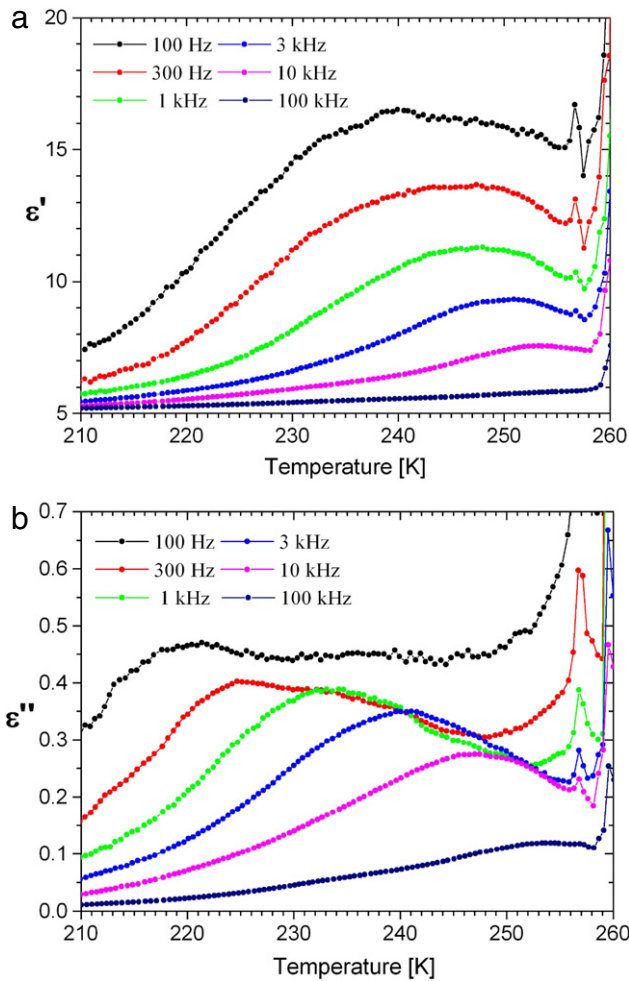 a
20
15
10
5
ε'
100 Hz
3 kHz
300 Hz
10 kHz
1 kHz
100 kHz
210 220 230 240 250 260
Temperature [K]
b
0.7
0.6
0.5
0.4
0.3
0.2
0.1
0.0
ε"
100 Hz
3 kHz
300 Hz
10 kHz
1 kHz
100 kHz
210 220 230 240 250 260
Temperature [K]